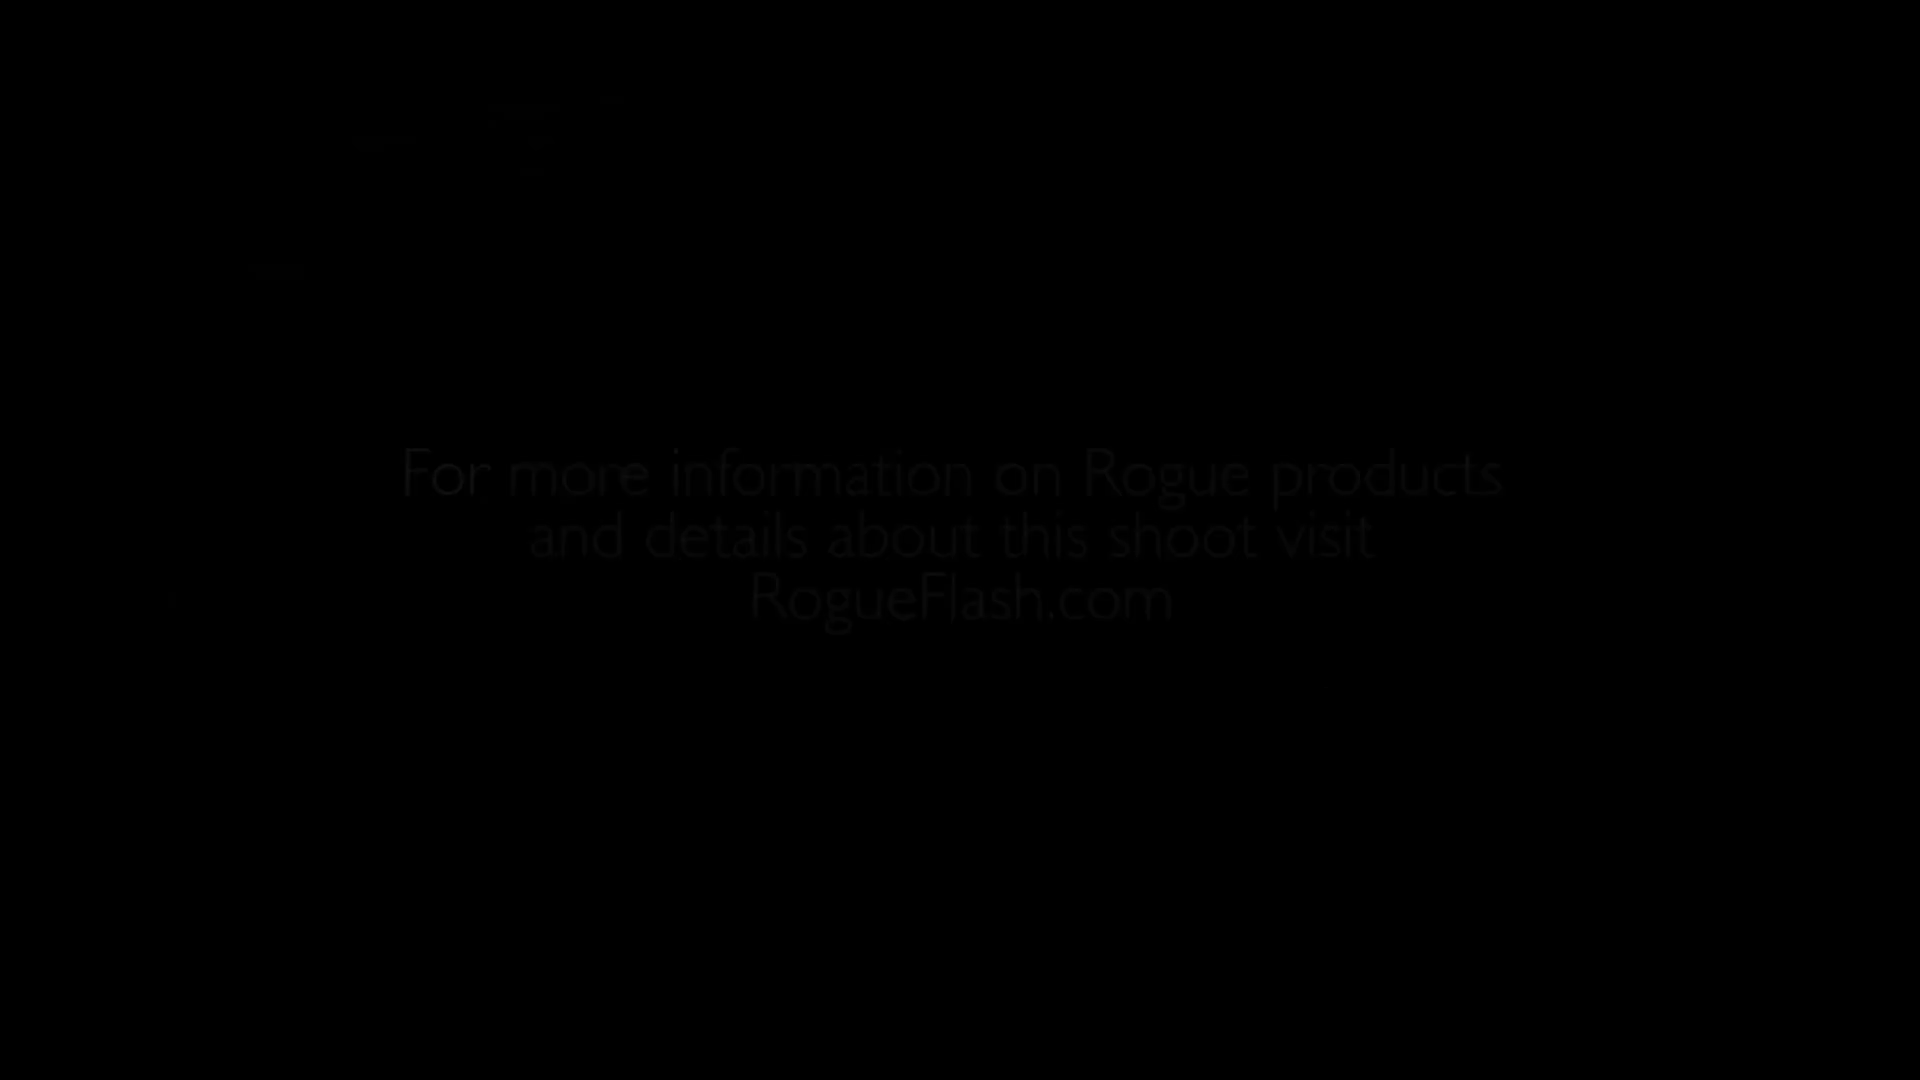 For more information on Rogue products
and details about this shoot visit
RogueFlash.com